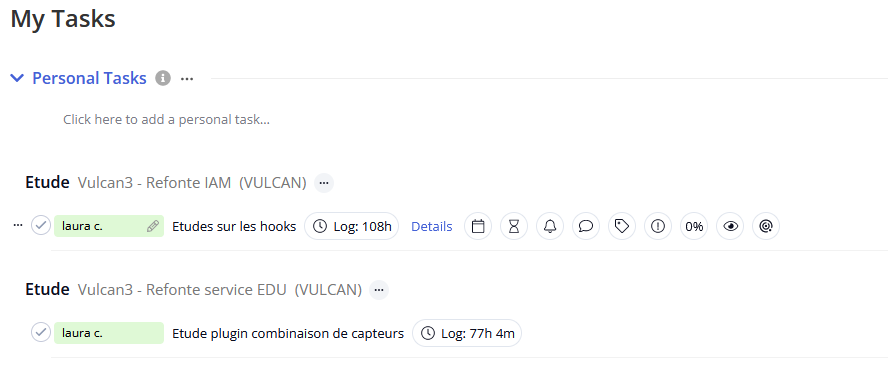 My Tasks
Personal Tasks
Click here to add a personal task...
Etude Vulcan3 - Refonte IAM (VULCAN)
laura c. Etudes sur les hooks Log: 108h Details 0%
Etude Vulcan3 - Refonte service EDU (VULCAN)
laura c. Etude plugin combinaison de capteurs Log: 77h 4m